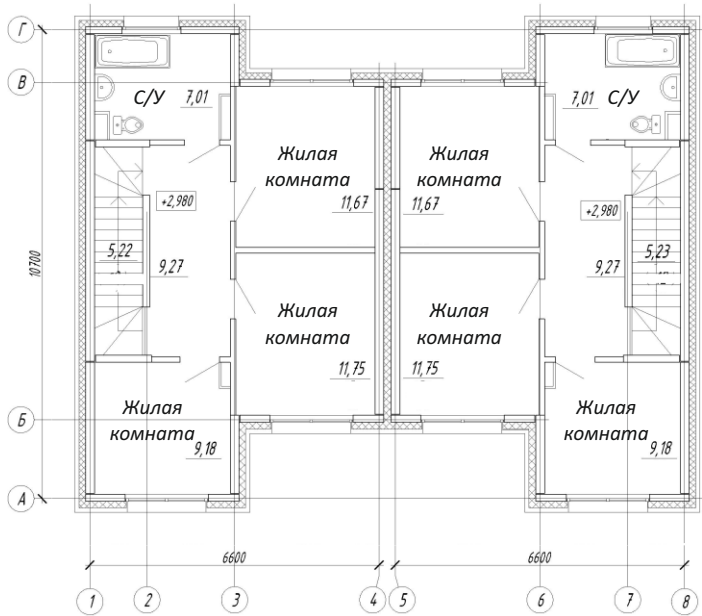 Г
В
Б
А
10700
С/У
7,01
7,01
С/У
Жилая
комната
11,67
Жилая
комната
11,67
+2,980
+2,980
5,22
9,27
9,27
5,23
Жилая
комната
11,75
Жилая
комната
11,75
Жилая
комната
9,18
Жилая
комната
9,18
6600
6600
1
2
3
4
5
6
7
8